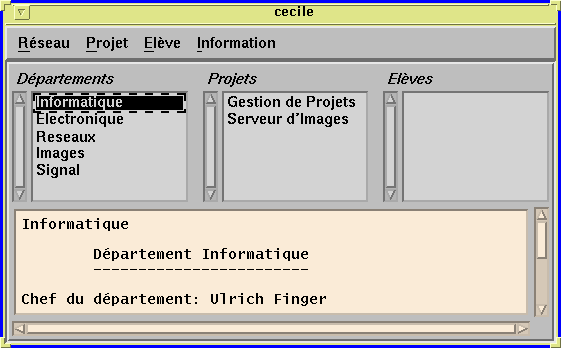 cecile
Réseau Projet Elève Information
Départements Projets Elèves
Informatique
Electronique
Reseaux
Images
Signal
Gestion de Projets
Serveur d'Images
Informatique
Département Informatique
------------------------
Chef du département: Ulrich Finger